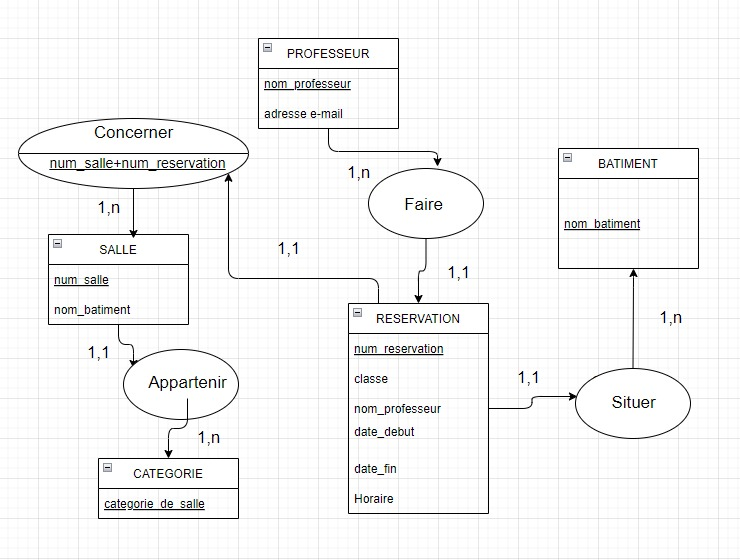 PROFESSEUR
nom_professeur
adresse e-mail
Concerner
num_salle+num_reservation
1,n
Faire
BATIMENT
nom_batiment
1,n
SALLE
num_salle
nom_batiment
1,1
1,1
RESERVATION
num_reservation
classe
nom_professeur
date_debut
date_fin
Horaire
1,n
1,1
Appartenir
1,n
CATEGORIE
categorie_de_salle
1,1
Situer